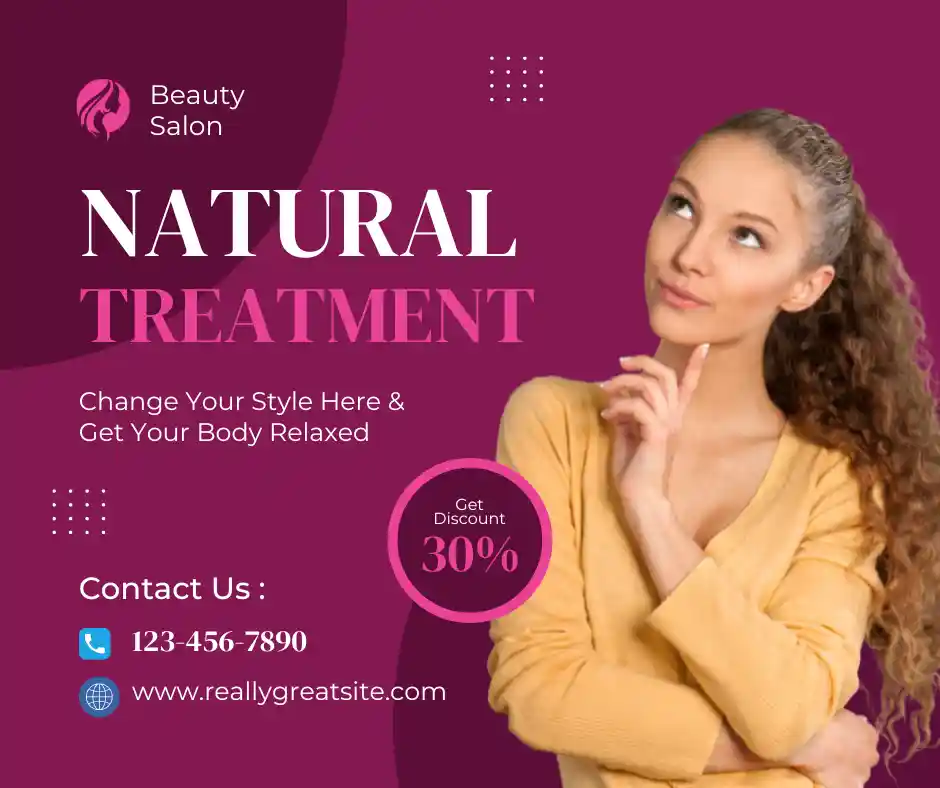 Beauty
Salon
NATURAL
TREATMENT
Change Your Style Here &
Get Your Body Relaxed
Get
Discount
30%
Contact Us :
123-456-7890
www.reallygreatsite.com